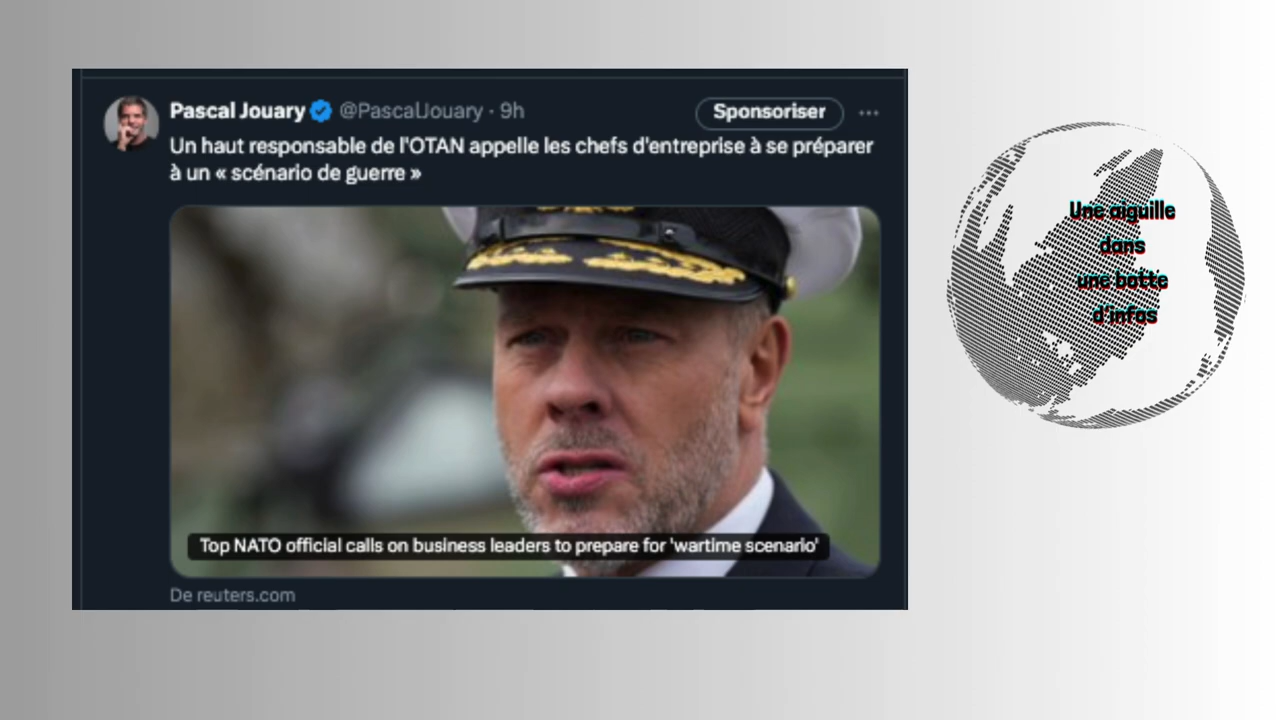 Pascal Jouary @PascalJouary · 9h
Sponsoriser
Un haut responsable de l'OTAN appelle les chefs d'entreprise à se préparer
à un « scénario de guerre »
Top NATO official calls on business leaders to prepare for 'wartime scenario'
De reuters.com
Une aiguille
dans
une botte
d'infos